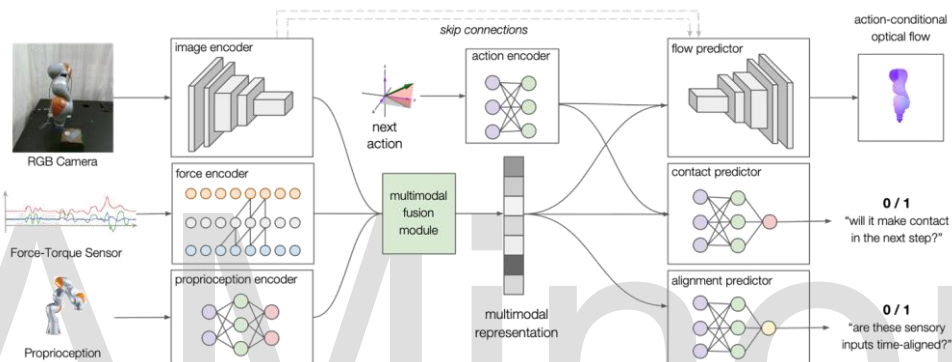 image encoder
skip connections
action encoder
flow predictor
action-conditional
optical flow
RGB Camera
next
action
force encoder
multimodal
fusion
module
contact predictor
0 / 1
“will it make contact
in the next step?”
Force-Torque Sensor
proprioception encoder
multimodal
representation
alignment predictor
0 / 1
“are these sensory
inputs time-aligned?”
Proprioception